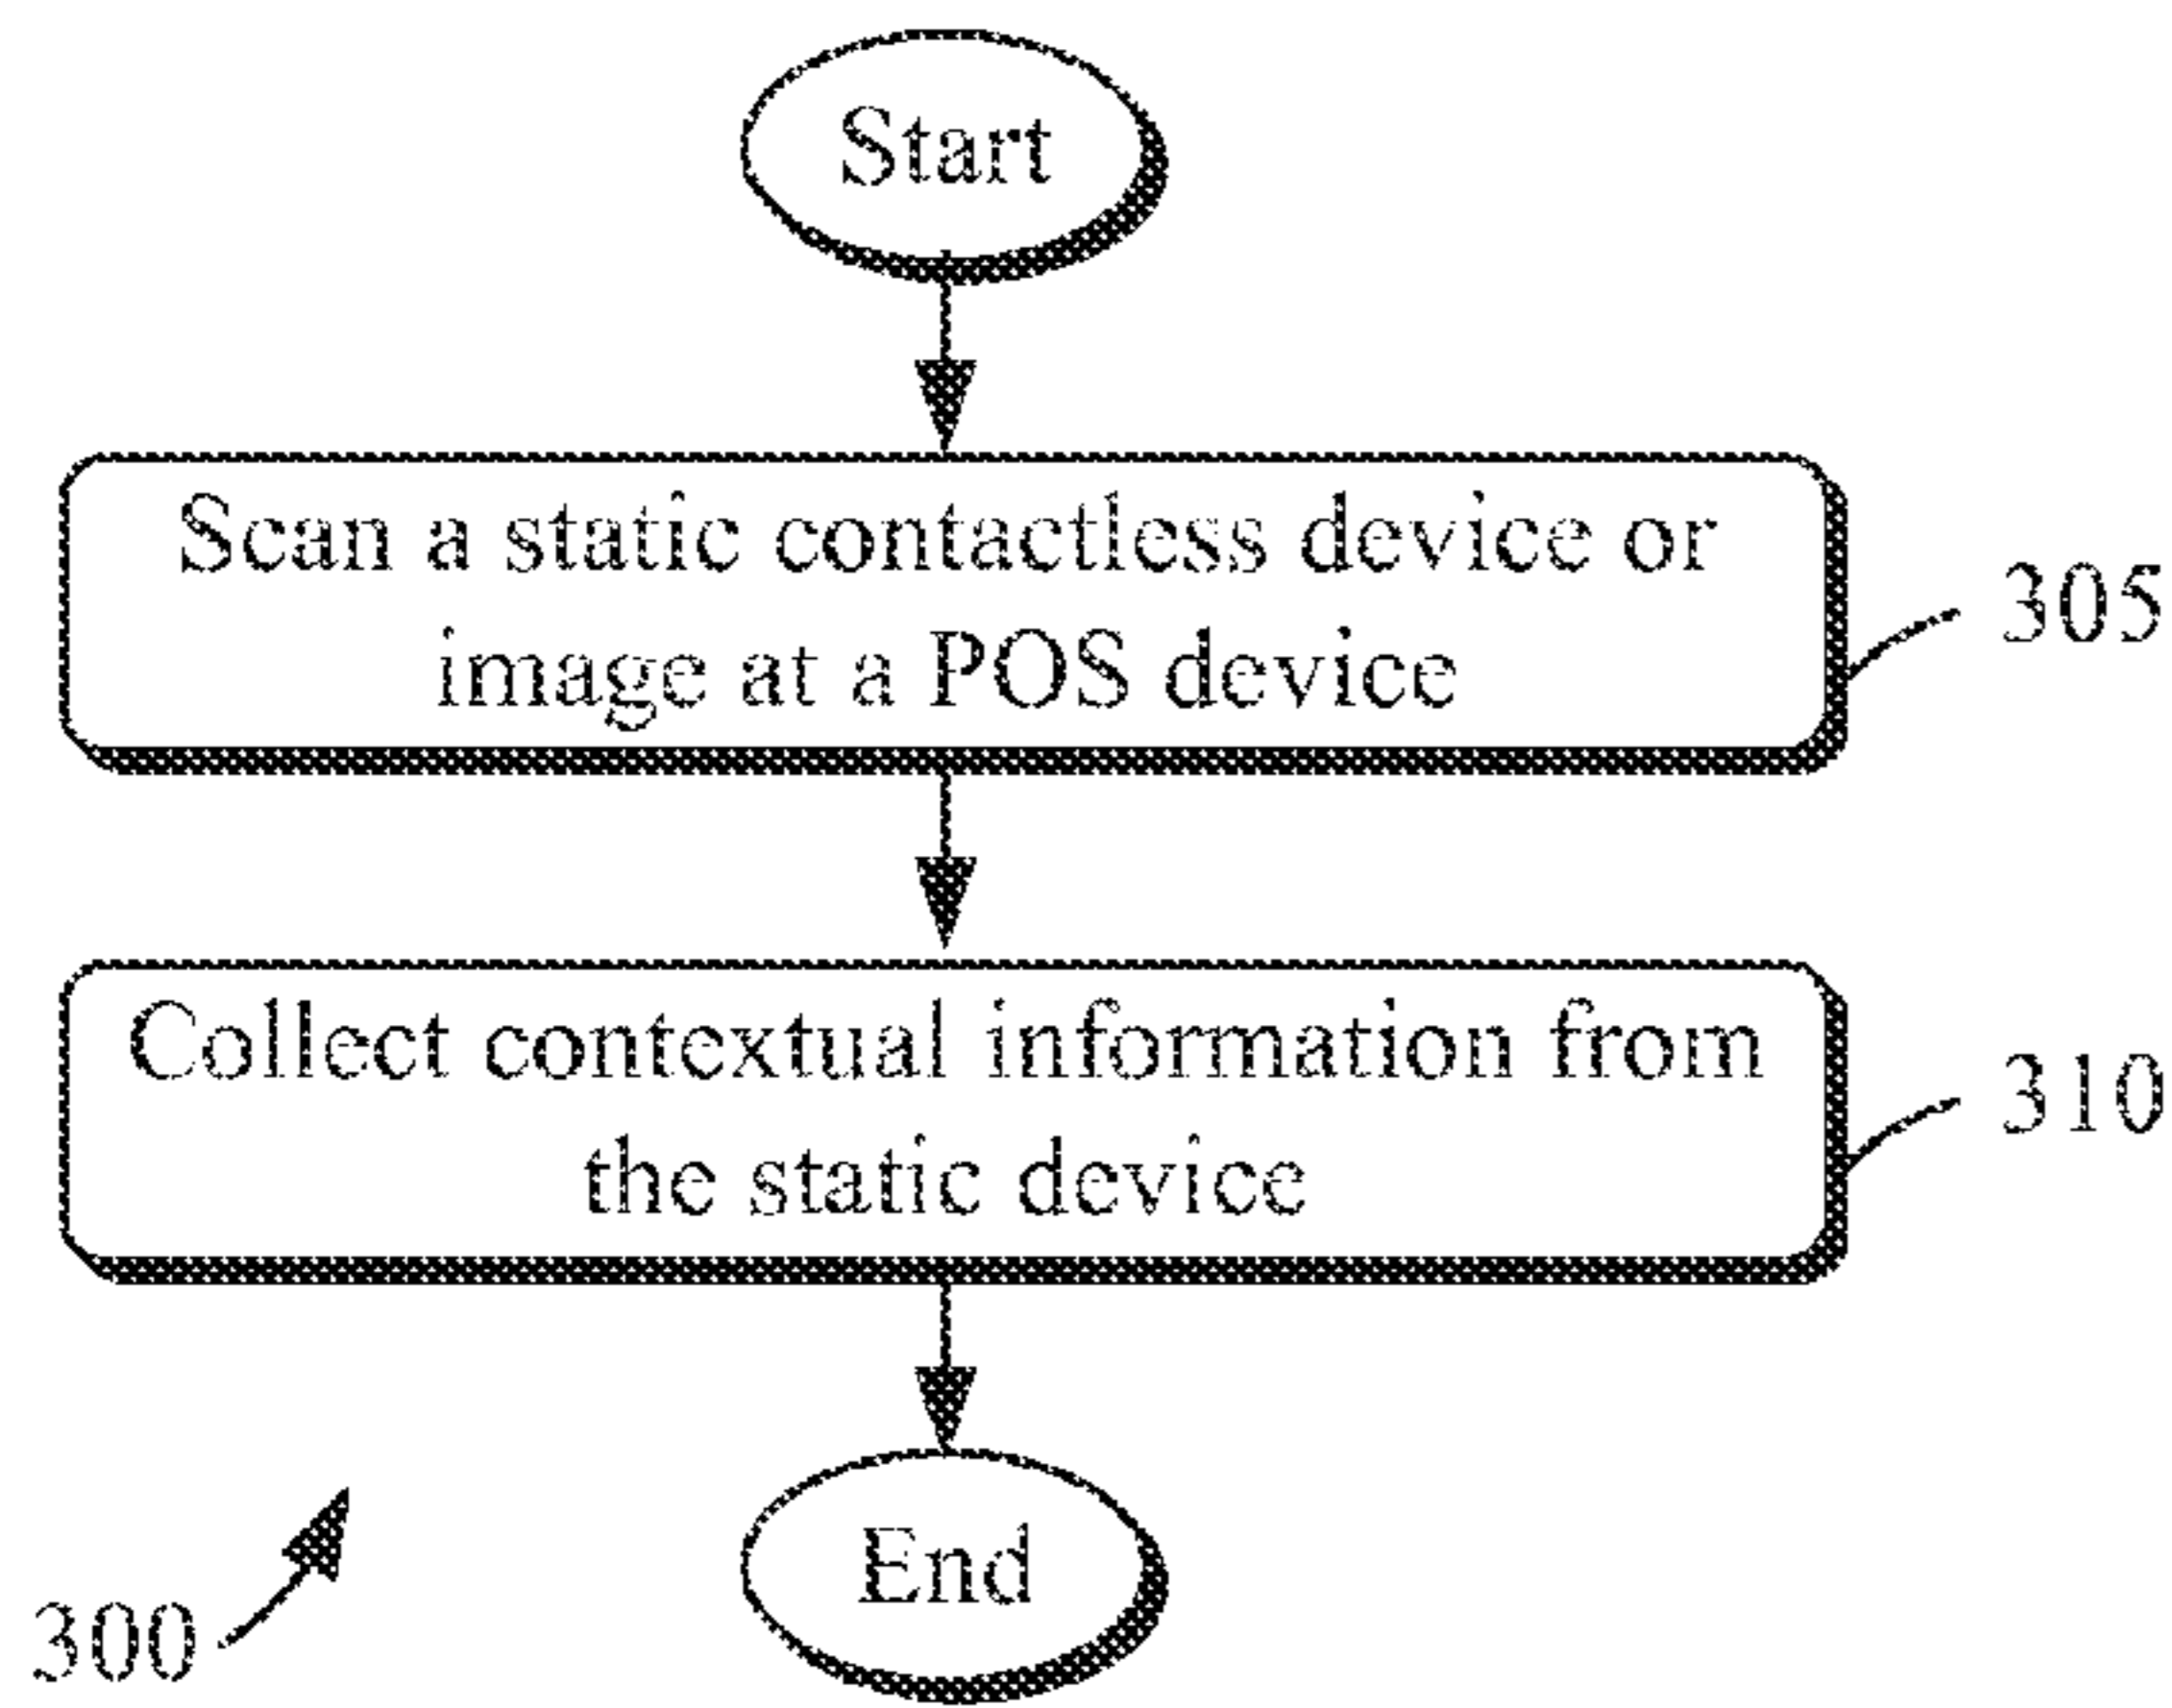 Start
Scan a static contactless device or
image at a POS device
305
Collect contextual information from
the static device
310
End
300